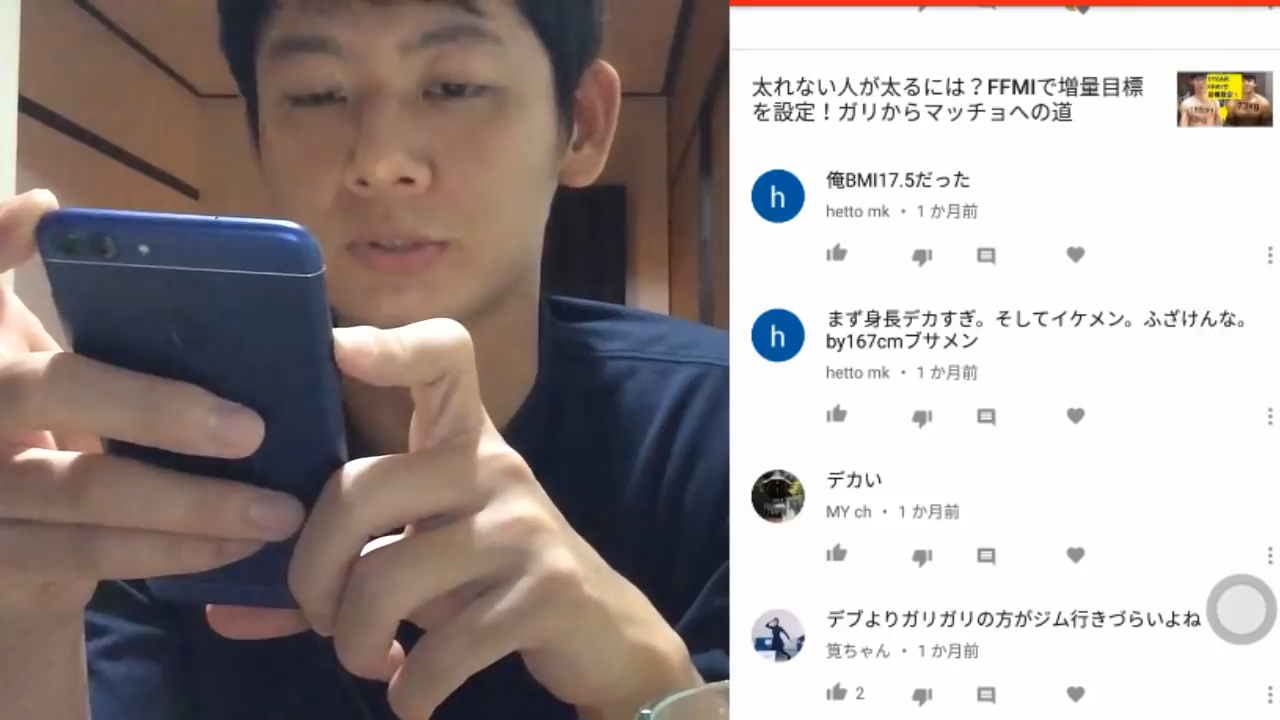 太れない人が太るには？FFMIで増量目標
を設定！ガリからマッチョへの道
h
俺BMI17.5だった
hetto mk ・ 1 か月前
h
まず身長デカすぎ。そしてイケメン。ふざけんな。
by167cmブサメン
hetto mk ・ 1 か月前
デカい
MY ch ・ 1 か月前
デブよりガリガリの方がジム行きづらいよね
筧ちゃん ・ 1 か月前
2